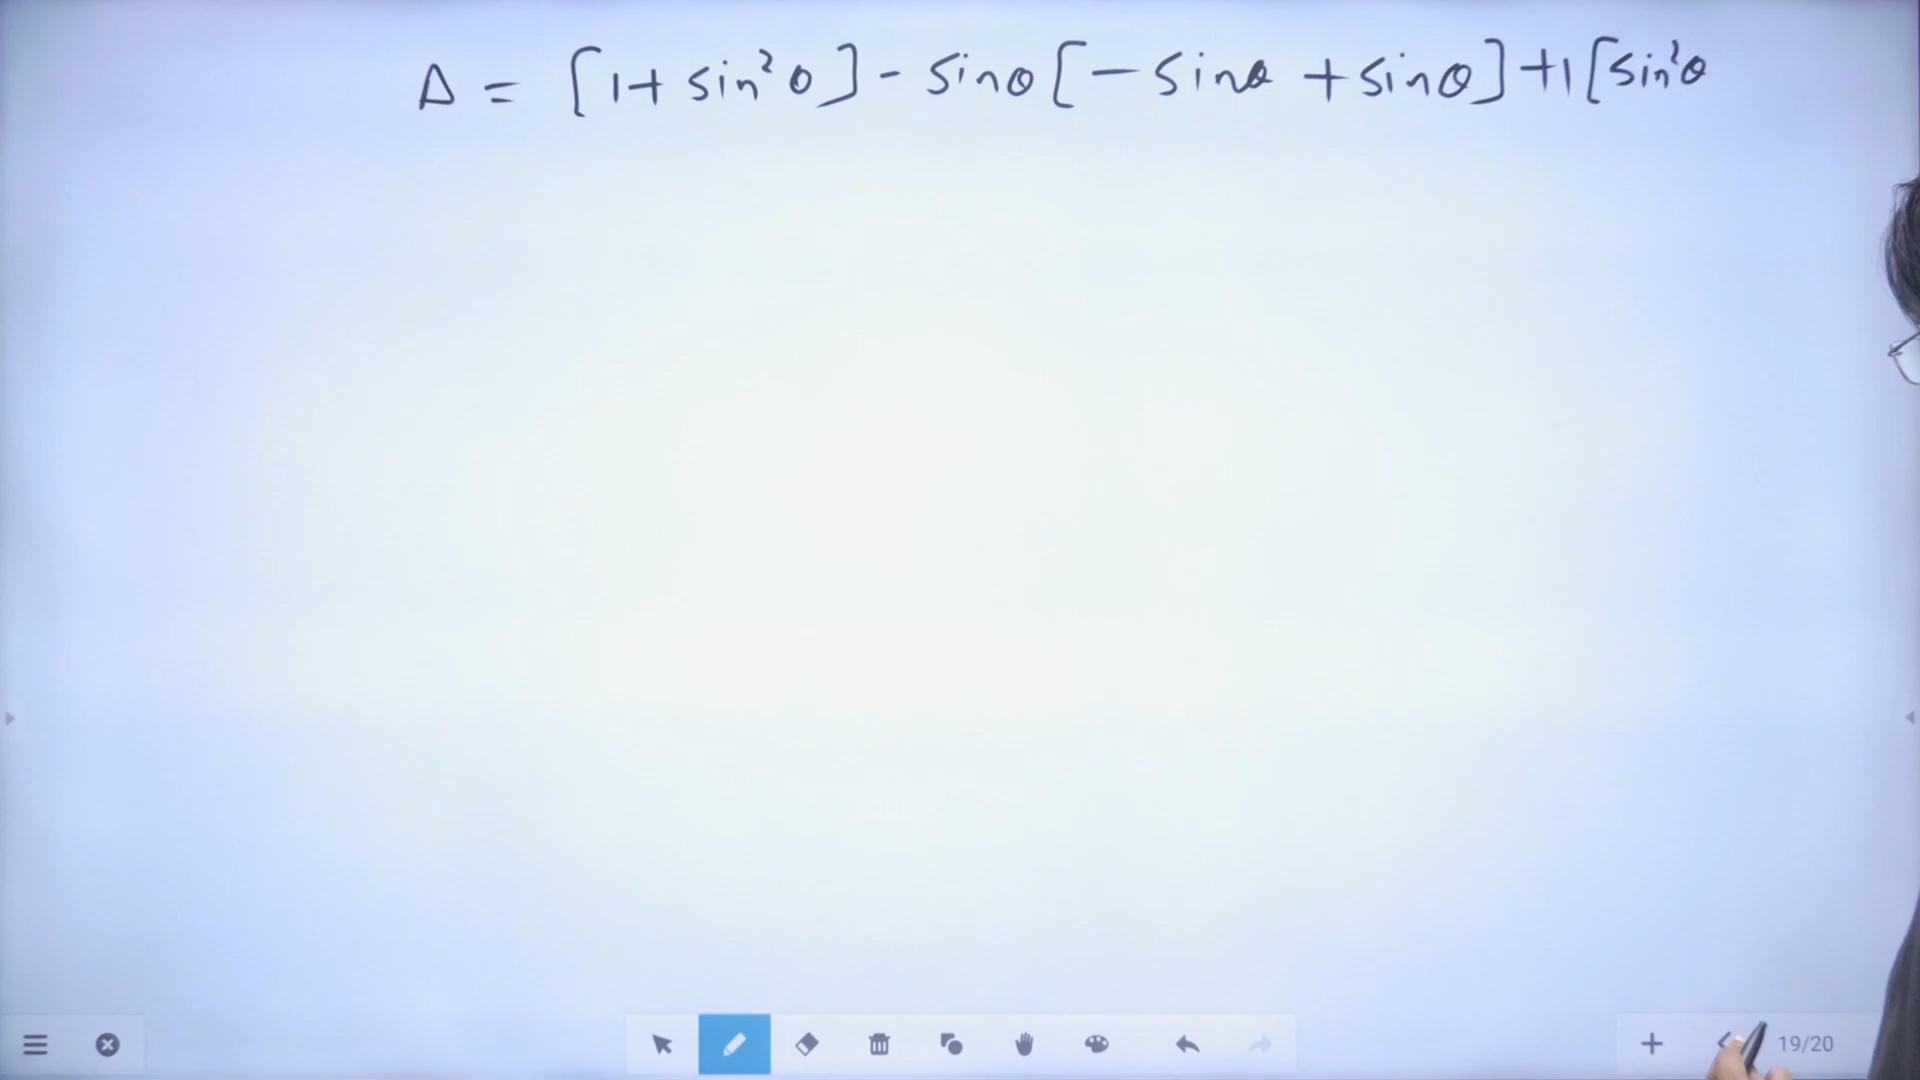 Δ = [1 + sin²θ] - sinθ [- sinθ + sinθ] + 1 [sin²θ
19/20